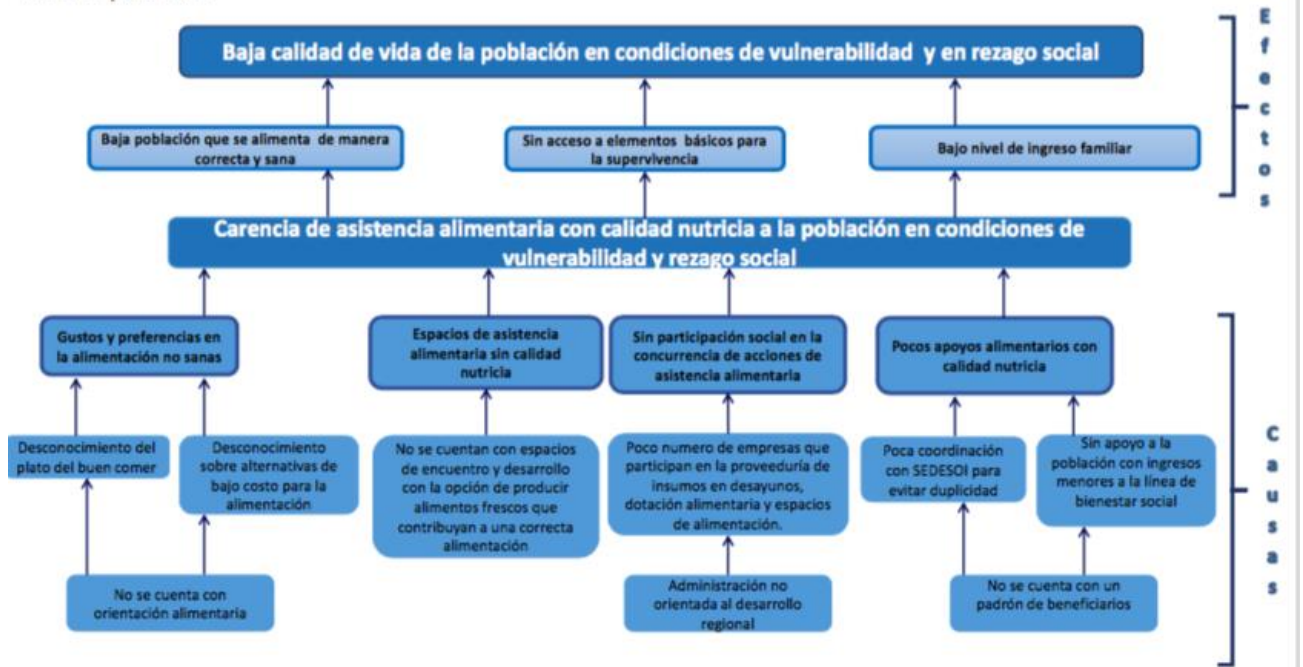 Baja calidad de vida de la población en condiciones de vulnerabilidad y en rezago social
Baja población que se alimenta de manera
correcta y sana
Sin acceso a elementos básicos para
la supervivencia
Bajo nivel de ingreso familiar
Efectos
Carencia de asistencia alimentaria con calidad nutricia a la población en condiciones de
vulnerabilidad y rezago social
Gustos y preferencias en
la alimentación no sanas
Espacios de asistencia
alimentaria sin calidad
nutricia
Sin participación social en la
concurrencia de acciones de
asistencia alimentaria
Pocos apoyos alimentarios con
calidad nutricia
Desconocimiento del
plato del buen comer
Desconocimiento
sobre alternativas de
bajo costo para la
alimentación
No se cuentan con espacios
de encuentro y desarrollo
con la opción de producir
alimentos frescos que
contribuyan a una correcta
alimentación
Poco numero de empresas que
participan en la proveeduría de
insumos en desayunos,
dotación alimentaria y espacios
de alimentación.
Poca coordinación
con SEDESOI para
evitar duplicidad
Sin apoyo a la
población con ingresos
menores a la línea de
bienestar social
No se cuenta con
orientación alimentaria
Administración no
orientada al desarrollo
regional
No se cuenta con un
padrón de beneficiarios
Causas